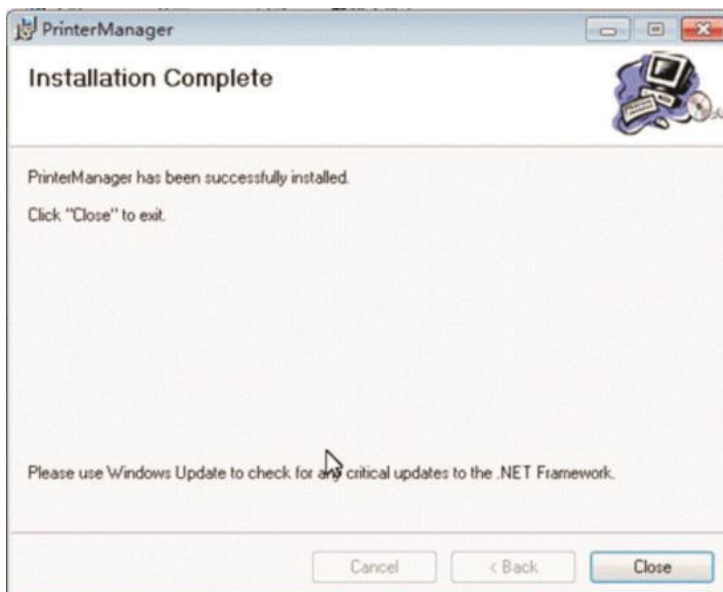 PrinterManager
Installation Complete
PrinterManager has been successfully installed.
Click "Close" to exit.
Please use Windows Update to check for any critical updates to the .NET Framework.
Cancel
< Back
Close